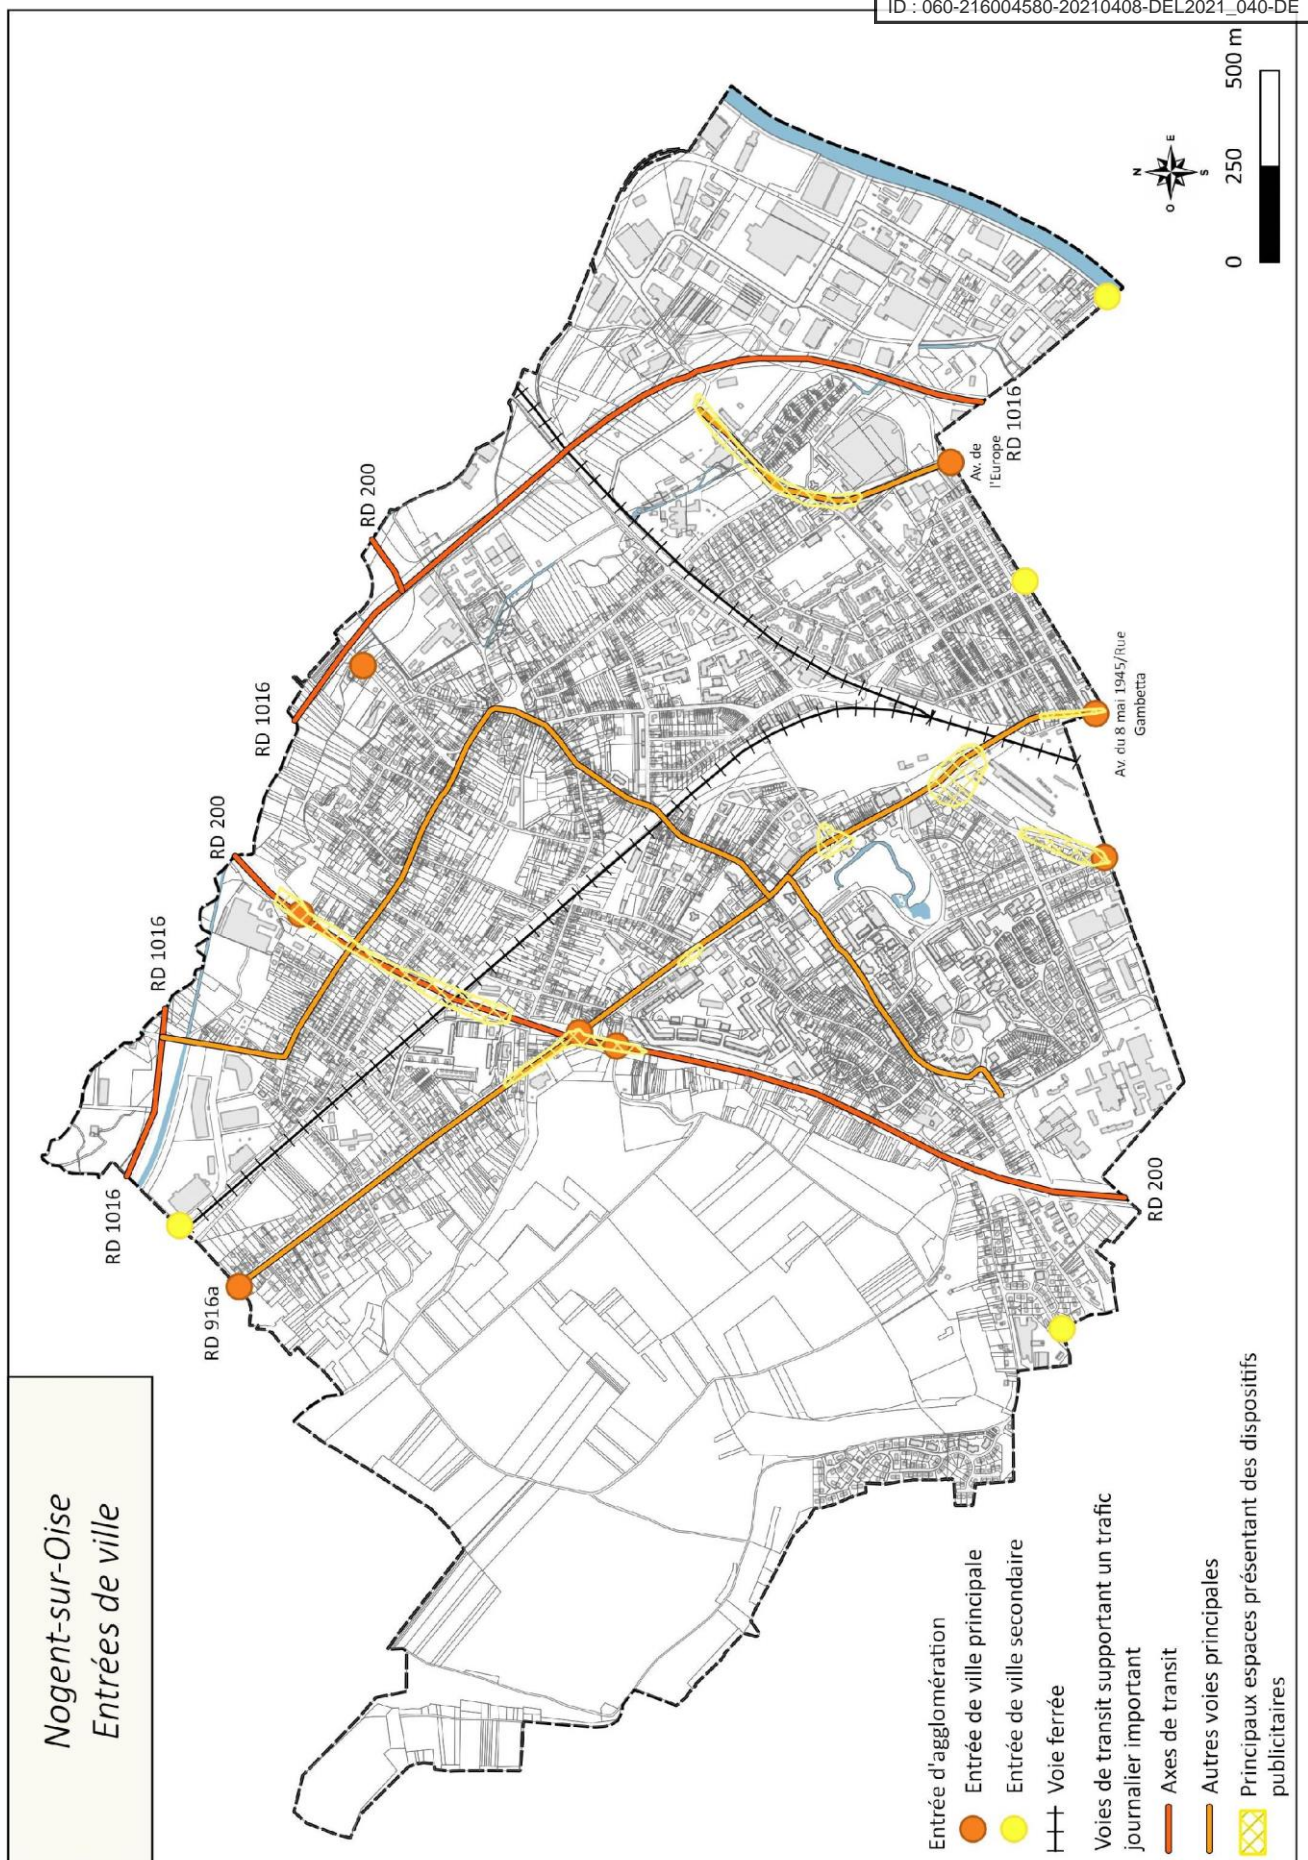 ID : 060-216004580-20210408-DEL2021_040-DE
Nogent-sur-Oise
Entrées de ville
RD 916a
RD 1016
RD 1016
RD 200
RD 1016
RD 200
RD 200
Av. du 8 mai 1945/Rue
Gambetta
Av. de
l'Europe
RD 1016
N
E
S
O
0
250
500 m
Entrée d'agglomération
Entrée de ville principale
Entrée de ville secondaire
Voie ferrée
Voies de transit supportant un trafic
journalier important
Axes de transit
Autres voies principales
Principaux espaces présentant des dispositifs
publicitaires